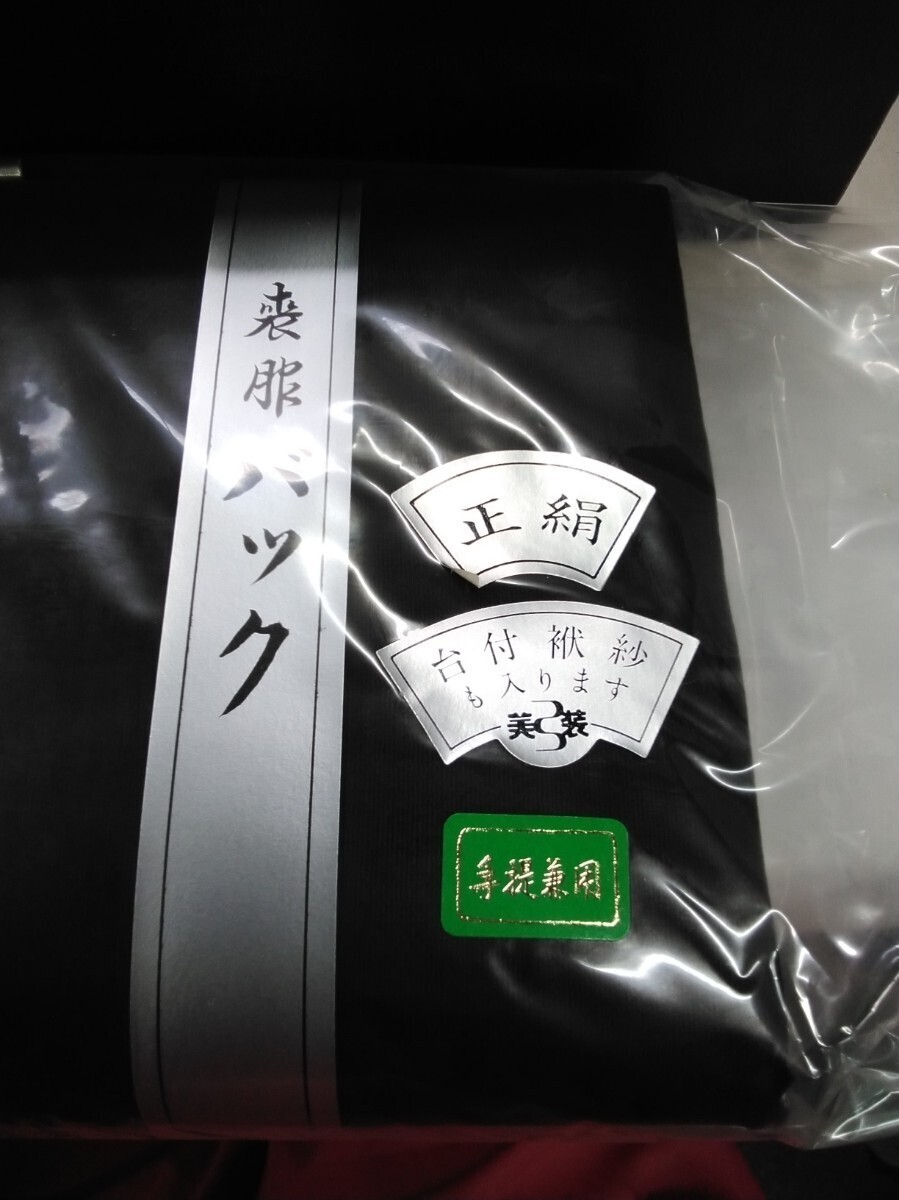 喪服バック
正絹
台付袱紗
も入ります
美装
手提兼用